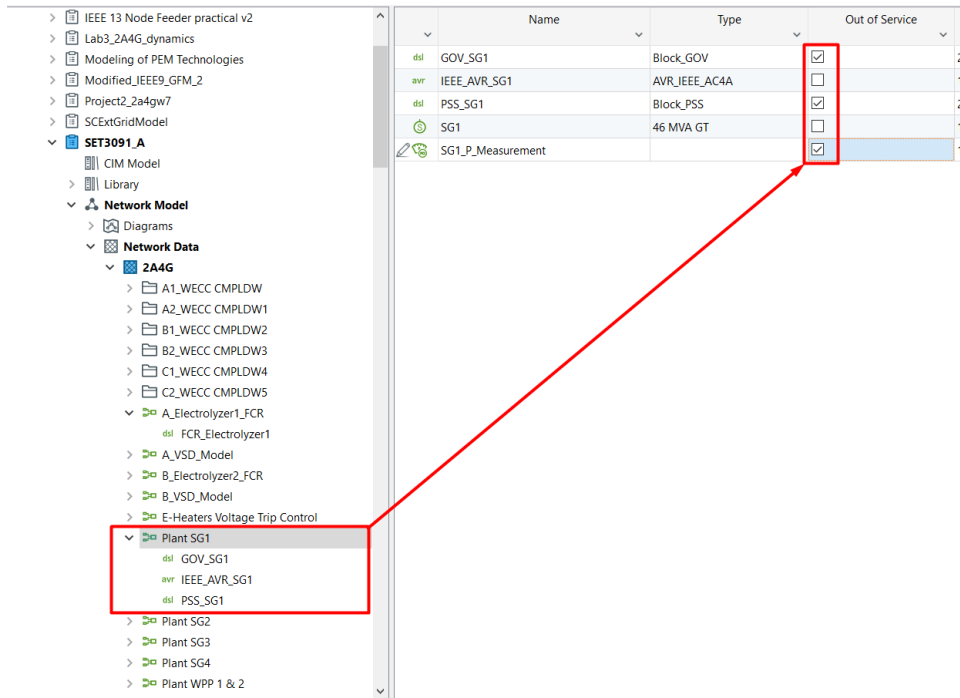 IEEE 13 Node Feeder practical v2
Lab3_2A4G_dynamics
Modeling of PEM Technologies
Modified_IEEE9_GFM_2
Project2_2a4gw7
SCExtGridModel
SET3091_A
CIM Model
Library
Network Model
Diagrams
Network Data
2A4G
A1_WECC CMPLDW
A2_WECC CMPLDW1
B1_WECC CMPLDW2
B2_WECC CMPLDW3
C1_WECC CMPLDW4
C2_WECC CMPLDW5
A_Electrolyzer1_FCR
dsl FCR_Electrolyzer1
A_VSD_Model
B_Electrolyzer2_FCR
B_VSD_Model
E-Heaters Voltage Trip Control
Plant SG1
dsl GOV_SG1
avr IEEE_AVR_SG1
dsl PSS_SG1
Plant SG2
Plant SG3
Plant SG4
Plant WPP 1 & 2
Name Type Out of Service
dsl GOV_SG1 Block_GOV
avr IEEE_AVR_SG1 AVR_IEEE_AC4A
dsl PSS_SG1 Block_PSS
SG1 46 MVA GT
SG1_P_Measurement